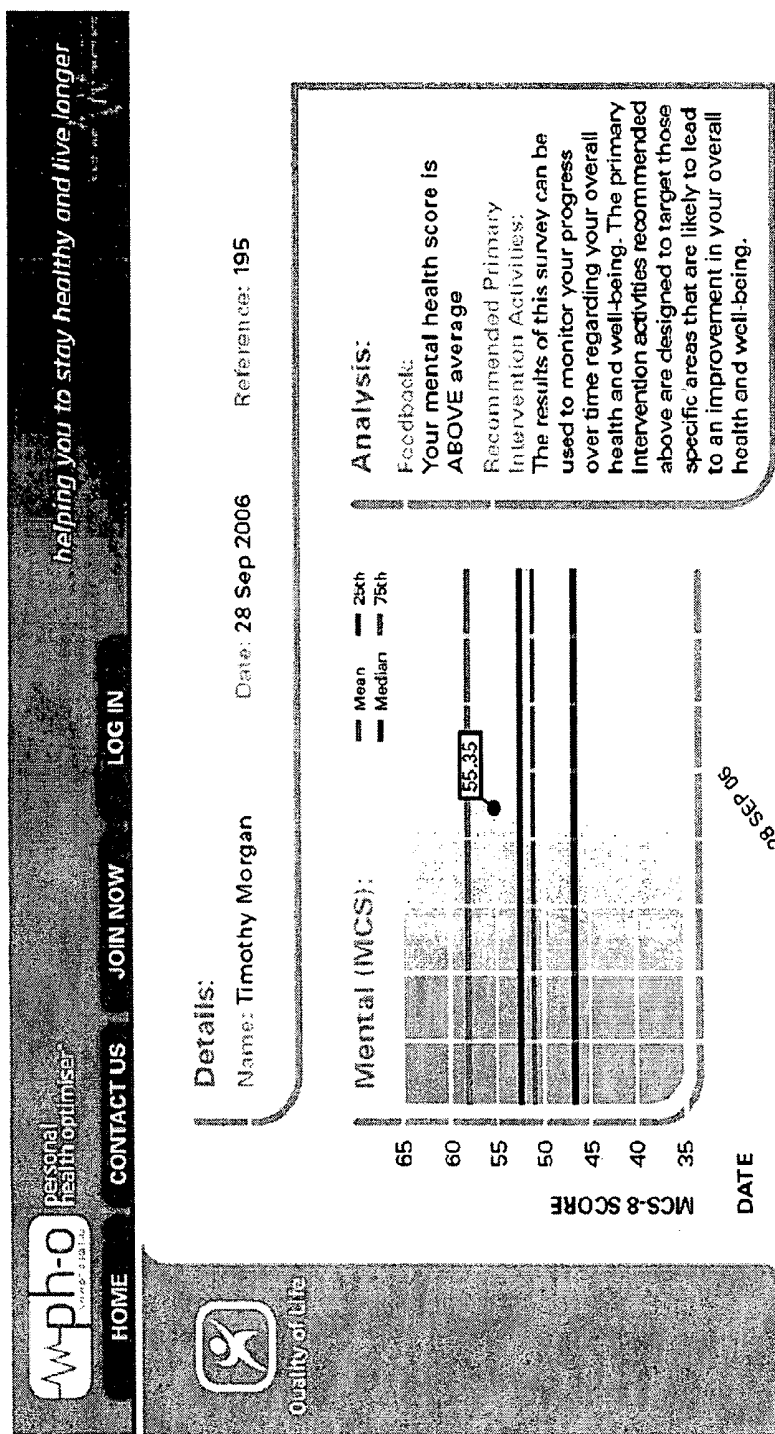 ph-o
personal
health optimiser
helping you to stay healthy and live longer
HOME
CONTACT US
JOIN NOW
LOG IN
Quality of Life
Details:
Name: Timothy Morgan
Date: 28 Sep 2006
Reference: 195
Mental (MCS):
Mean
25th
Median
75th
65
60
55
50
45
40
35
MCS-8 SCORE
55.35
DATE
28 SEP 06
Analysis:
Feedback:
Your mental health score is
ABOVE average
Recommended Primary
Intervention Activities:
The results of this survey can be
used to monitor your progress
over time regarding your overall
health and well-being. The primary
Intervention activities recommended
above are designed to target those
specific areas that are likely to lead
to an improvement in your overall
health and well-being.